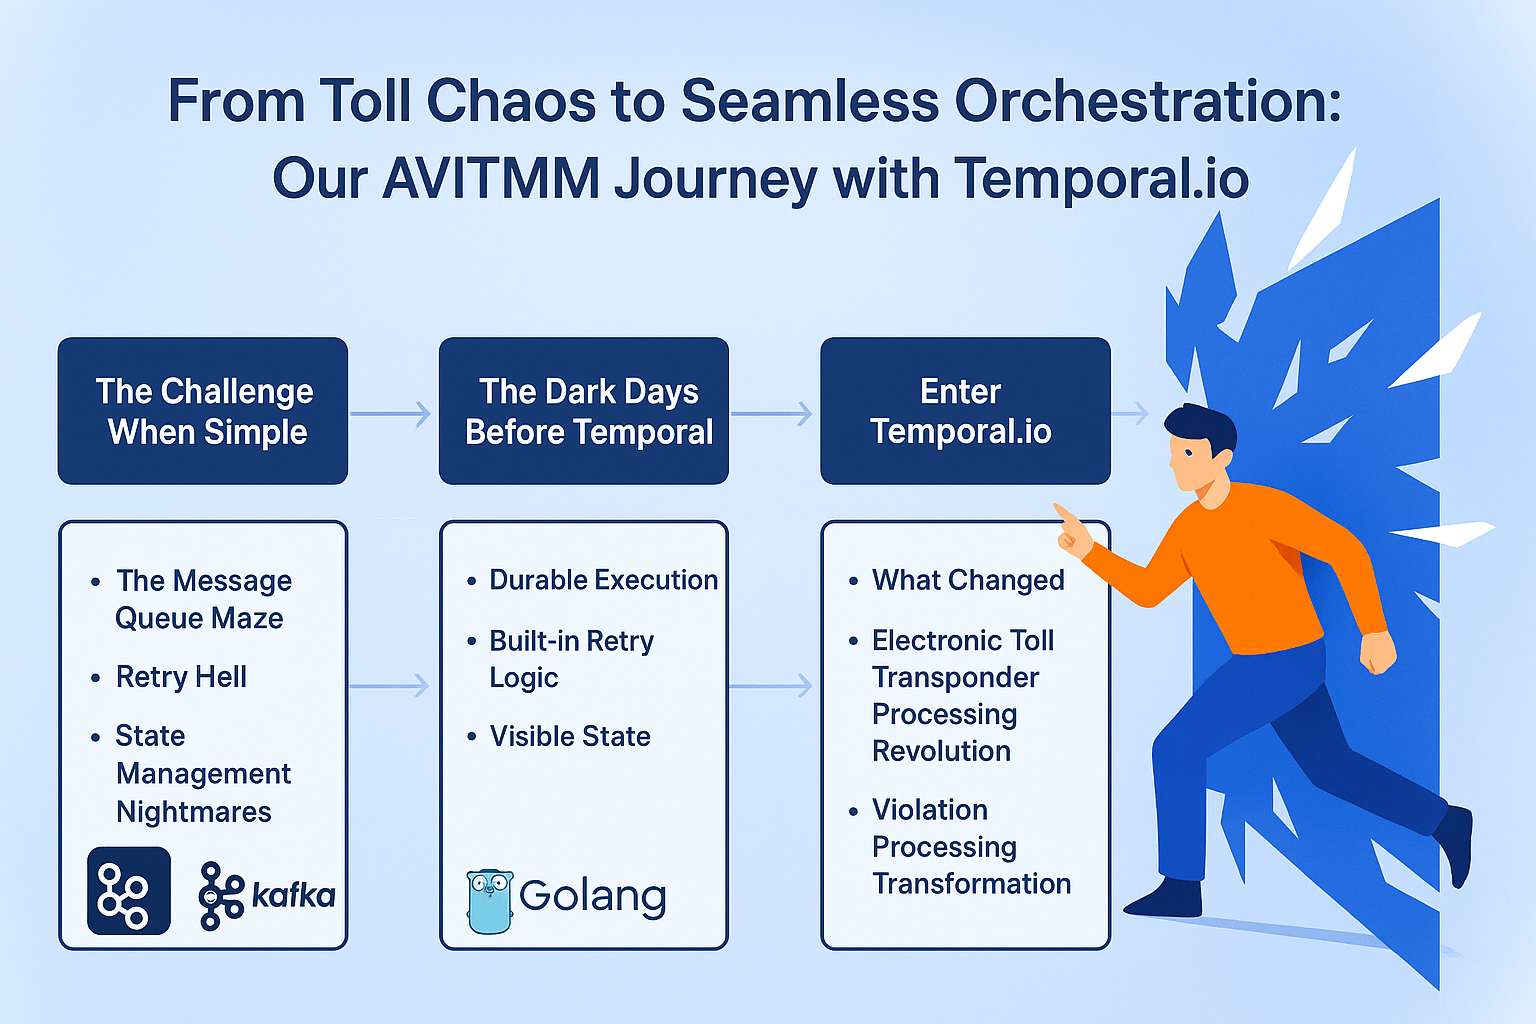 From Toll Chaos to Seamless Orchestration:
Our AVITMM Journey with Temporal.io
The Challenge
When Simple
• The Message
Queue Maze
• Retry Hell
• State
Management
Nightmares
kafka
The Dark Days
Before Temporal
• Durable Execution
• Built-in Retry
Logic
• Visible State
Golang
Enter
Temporal.io
• What Changed
• Electronic Toll
Transponder
Processing
Revolution
• Violation
Processing
Transformation